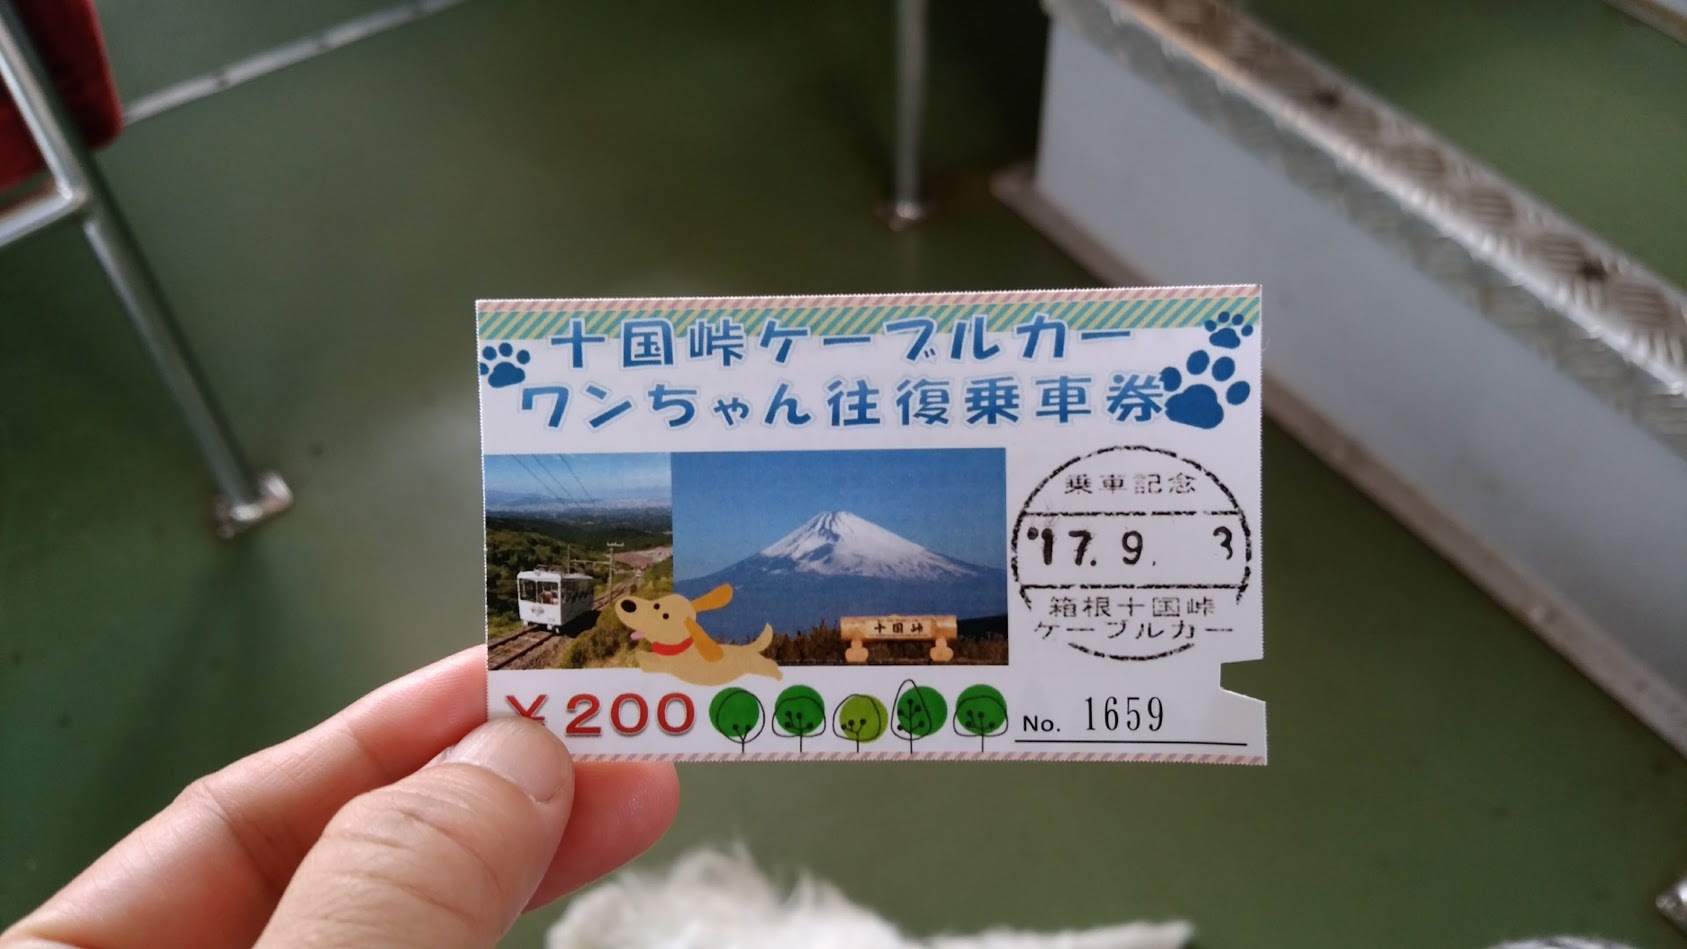 十国峠ケーブルカー
ワンちゃん往復乗車券
乗車記念
'17. 9. 3
箱根十国峠
ケーブルカー
十国峠
¥200
No. 1659